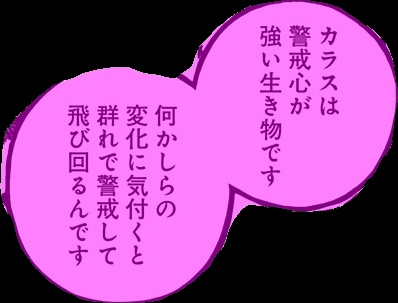 カラスは
警戒心が
強い生き物です
何かしらの
変化に気付くと
群れで警戒して
飛び回るんです